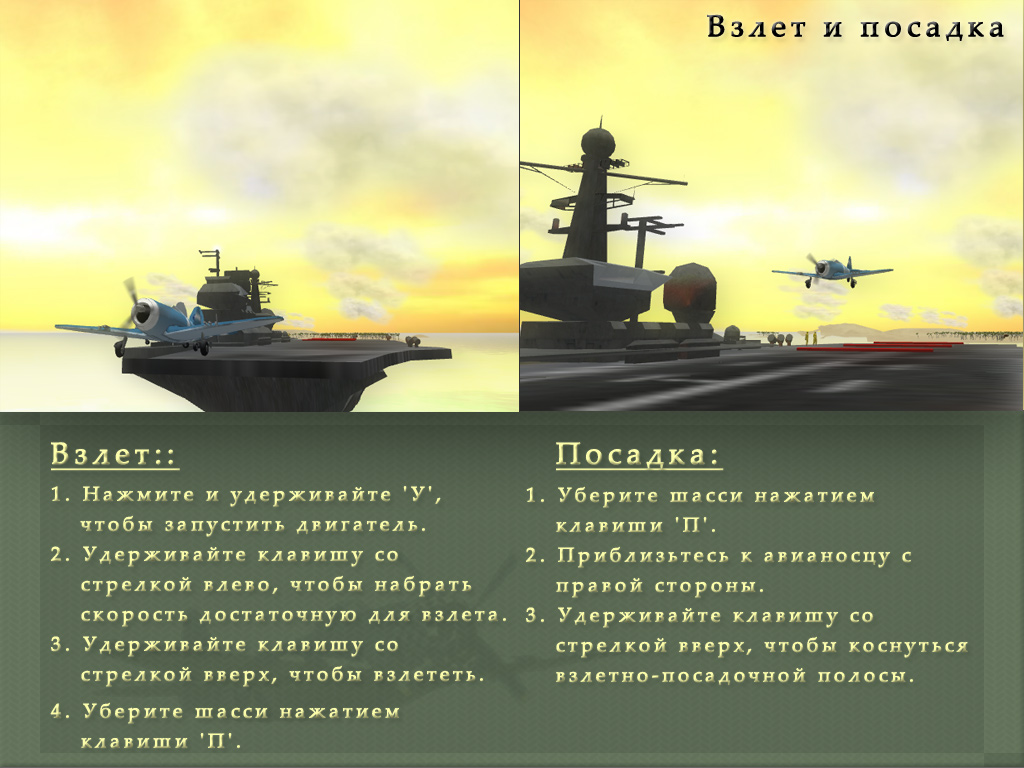 Взлет и посадка
Взлет::
1. Нажмите и удерживайте 'У',
чтобы запустить двигатель.
2. Удерживайте клавишу со
стрелкой влево, чтобы набрать
скорость достаточную для взлета.
3. Удерживайте клавишу со
стрелкой вверх, чтобы взлететь.
4. Уберите шасси нажатием
клавиши 'П'.
Посадка:
1. Уберите шасси нажатием
клавиши 'П'.
2. Приблизьтесь к авианосцу с
правой стороны.
3. Удерживайте клавишу со
стрелкой вверх, чтобы коснуться
взлетно-посадочной полосы.